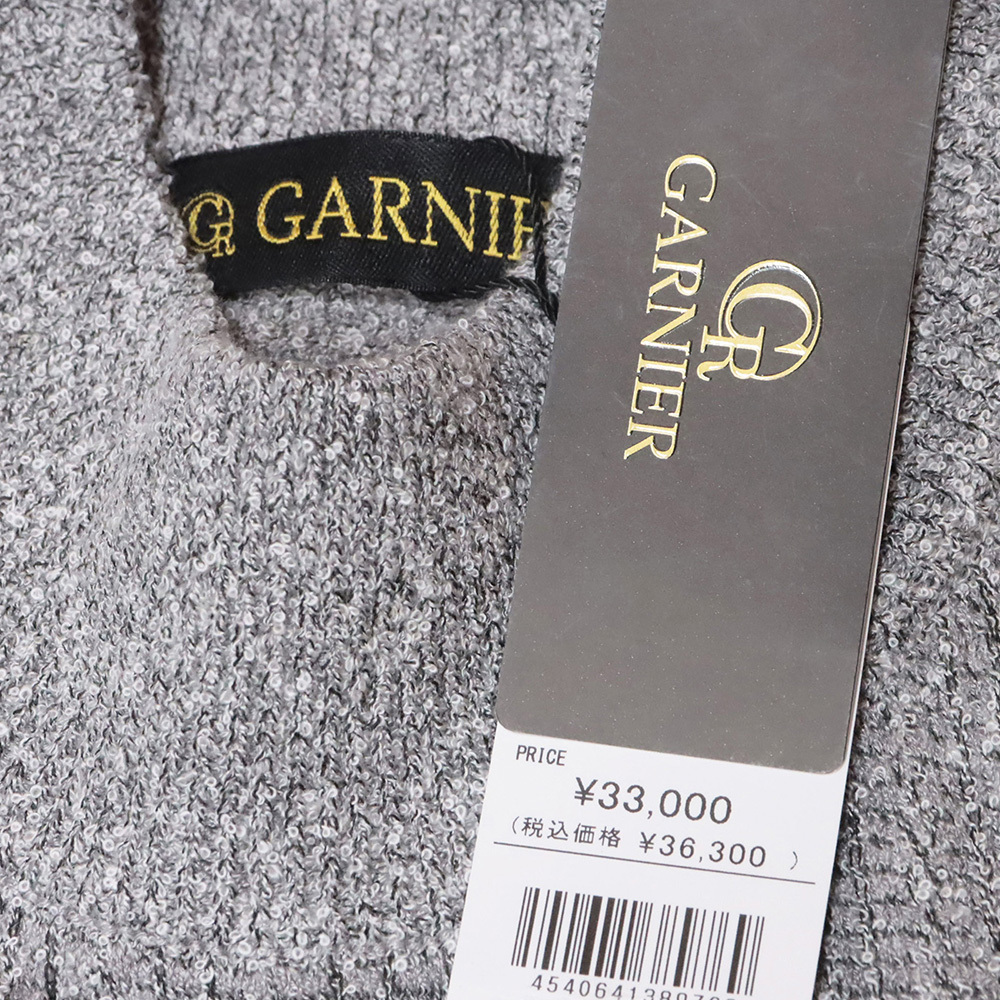 GR GARNIER
GARNIER
GR
PRICE
¥33,000
(税込価格 ¥36,300 )